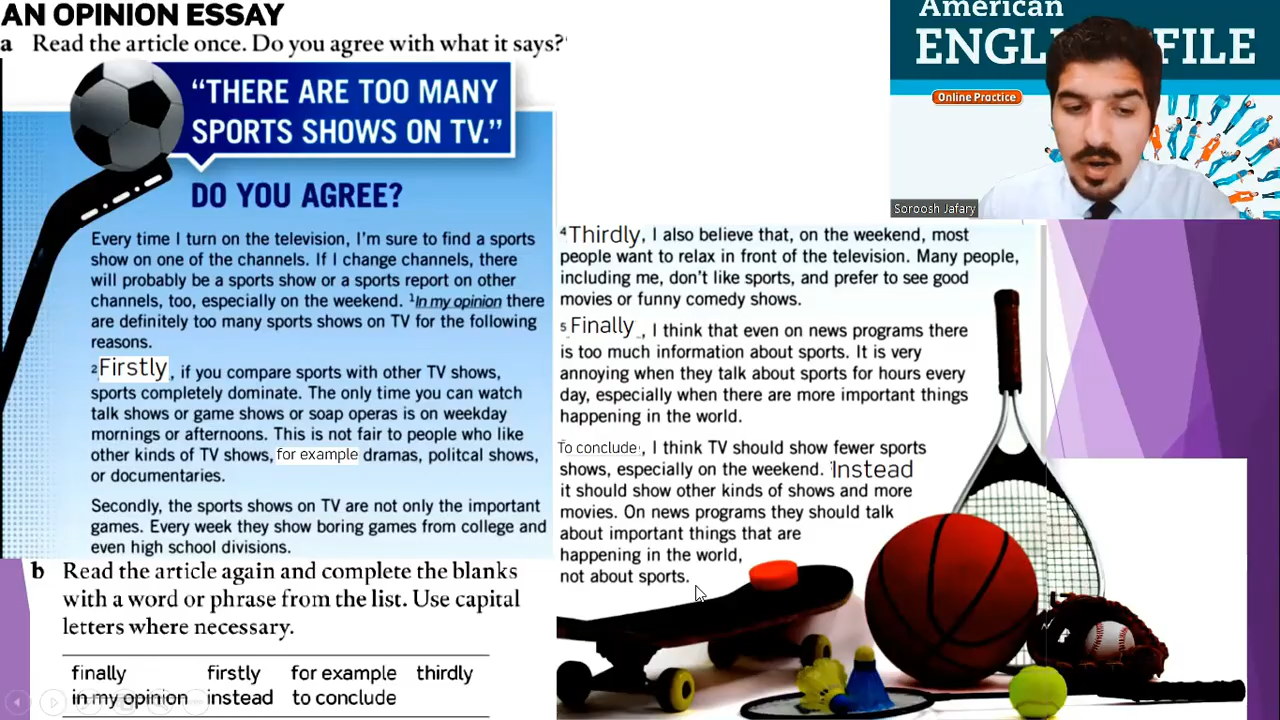 AN OPINION ESSAY
a Read the article once. Do you agree with what it says?
"THERE ARE TOO MANY
SPORTS SHOWS ON TV."
DO YOU AGREE?
Every time I turn on the television, I'm sure to find a sports
show on one of the channels. If I change channels, there
will probably be a sports show or a sports report on other
channels, too, especially on the weekend. 1In my opinion there
are definitely too many sports shows on TV for the following
reasons.
2Firstly, if you compare sports with other TV shows,
sports completely dominate. The only time you can watch
talk shows or game shows or soap operas is on weekday
mornings or afternoons. This is not fair to people who like
other kinds of TV shows, for example dramas, politcal shows,
or documentaries.
Secondly, the sports shows on TV are not only the important
games. Every week they show boring games from college and
even high school divisions.
b Read the article again and complete the blanks
with a word or phrase from the list. Use capital
letters where necessary.
finally firstly for example thirdly
in my opinion instead to conclude
4Thirdly, I also believe that, on the weekend, most
people want to relax in front of the television. Many people,
including me, don't like sports, and prefer to see good
movies or funny comedy shows.
5Finally, I think that even on news programs there
is too much information about sports. It is very
annoying when they talk about sports for hours every
day, especially when there are more important things
happening in the world.
To conclude, I think TV should show fewer sports
shows, especially on the weekend. 7Instead
it should show other kinds of shows and more
movies. On news programs they should talk
about important things that are
happening in the world,
not about sports.
American
ENGL FILE
Online Practice
Soroosh Jafary